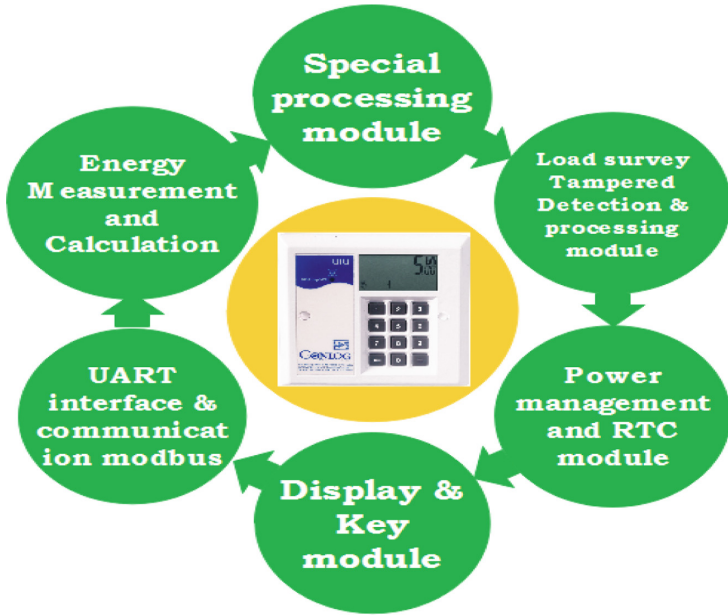 Special
processing
module
Load survey
Tampered
Detection &
processing
module
Power
management
and RTC
module
Display &
Key
module
UART
interface &
communicat
ion modbus
Energy
Measurement
and
Calculation
CONLOG